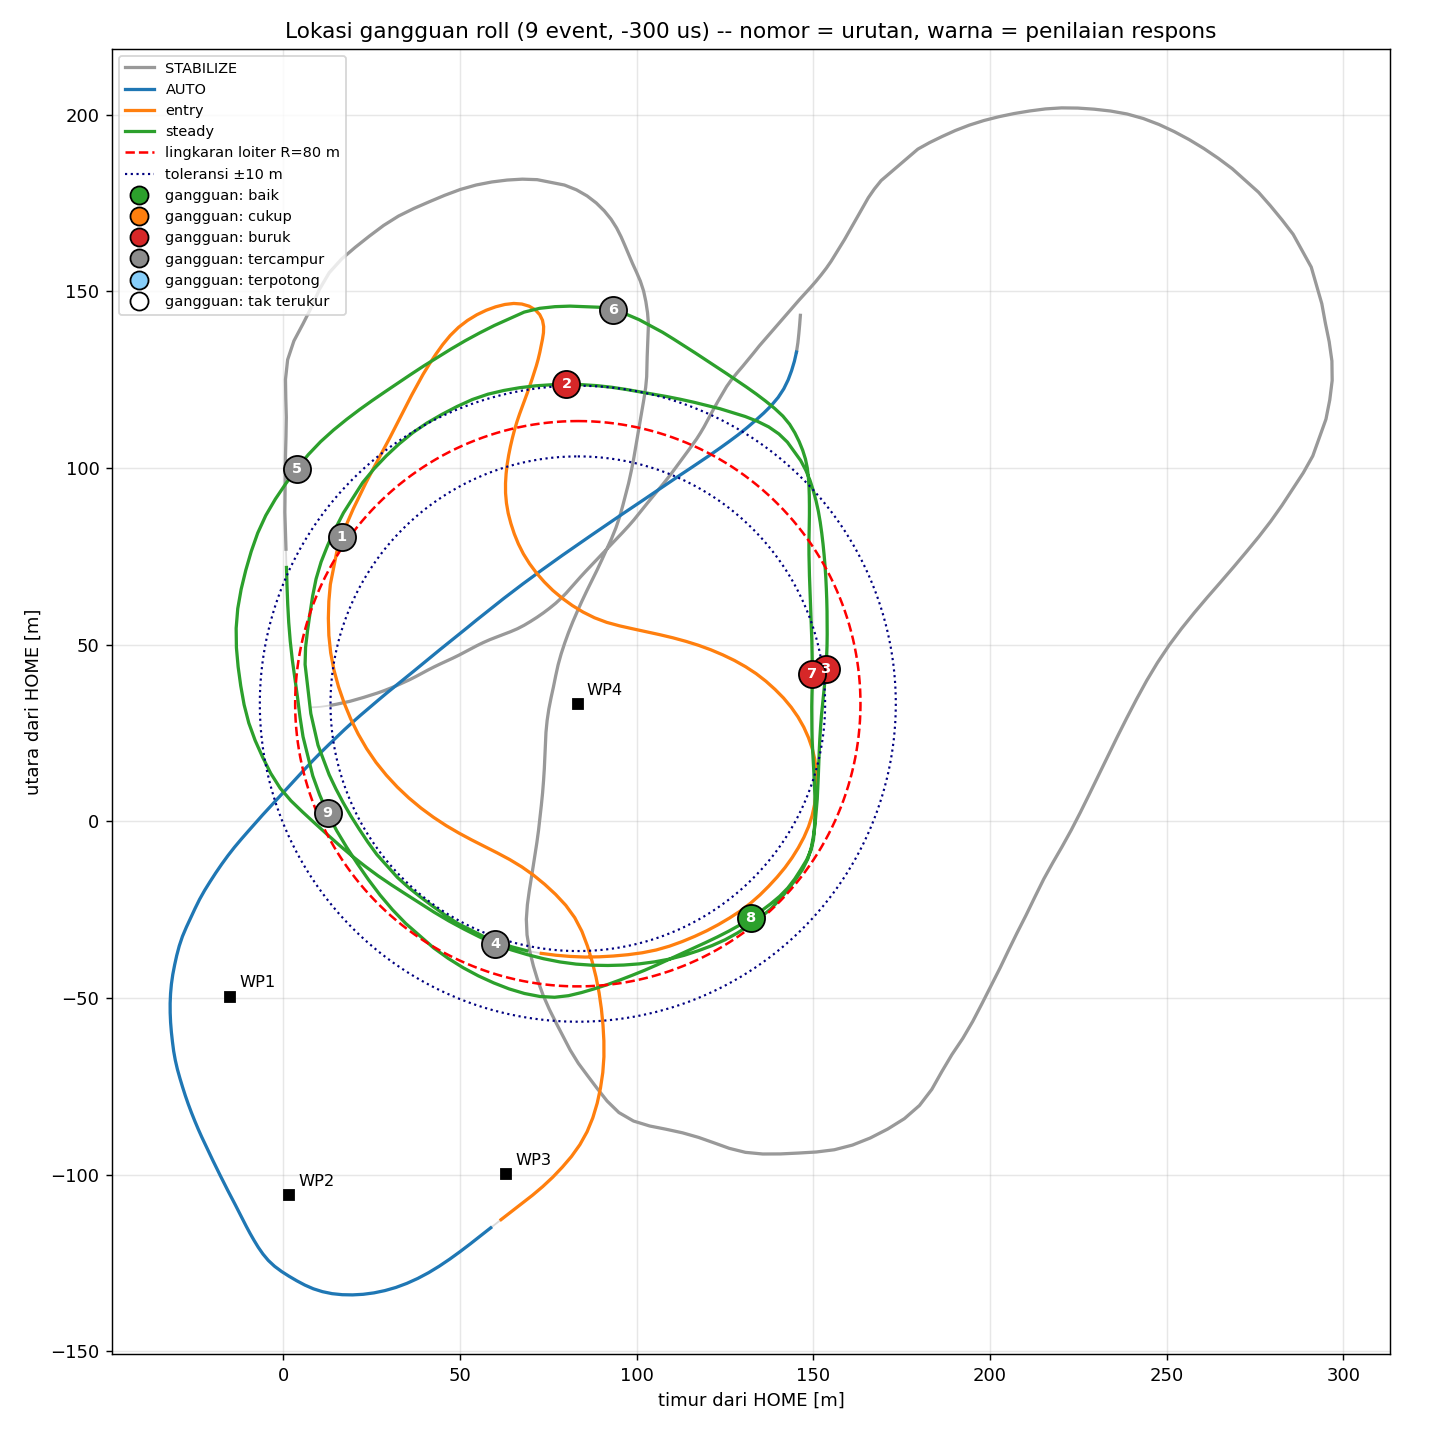 Lokasi gangguan roll (9 event, -300 us) -- nomor = urutan, warna = penilaian respons
STABILIZE
AUTO
entry
steady
lingkaran loiter R=80 m
toleransi ±10 m
gangguan: baik
gangguan: cukup
gangguan: buruk
gangguan: tercampur
gangguan: terpotong
gangguan: tak terukur
utara dari HOME [m]
200
150
100
50
0
−50
−100
−150
6
2
5
1
7
3
WP4
9
8
4
WP1
WP3
WP2
0
50
100
150
200
250
300
timur dari HOME [m]